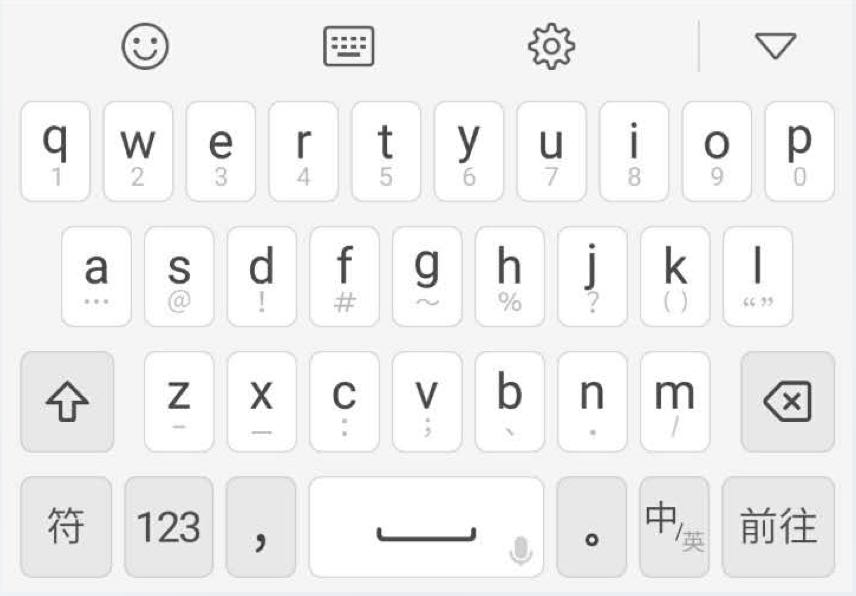 q w e r t y u i o p
1 2 3 4 5 6 7 8 9 0
a s d f g h j k l
… @ ! # ～ % ? ( ) “ ”
z x c v b n m
- _ : ; 、 . /
符 123 , 。 中/英 前往